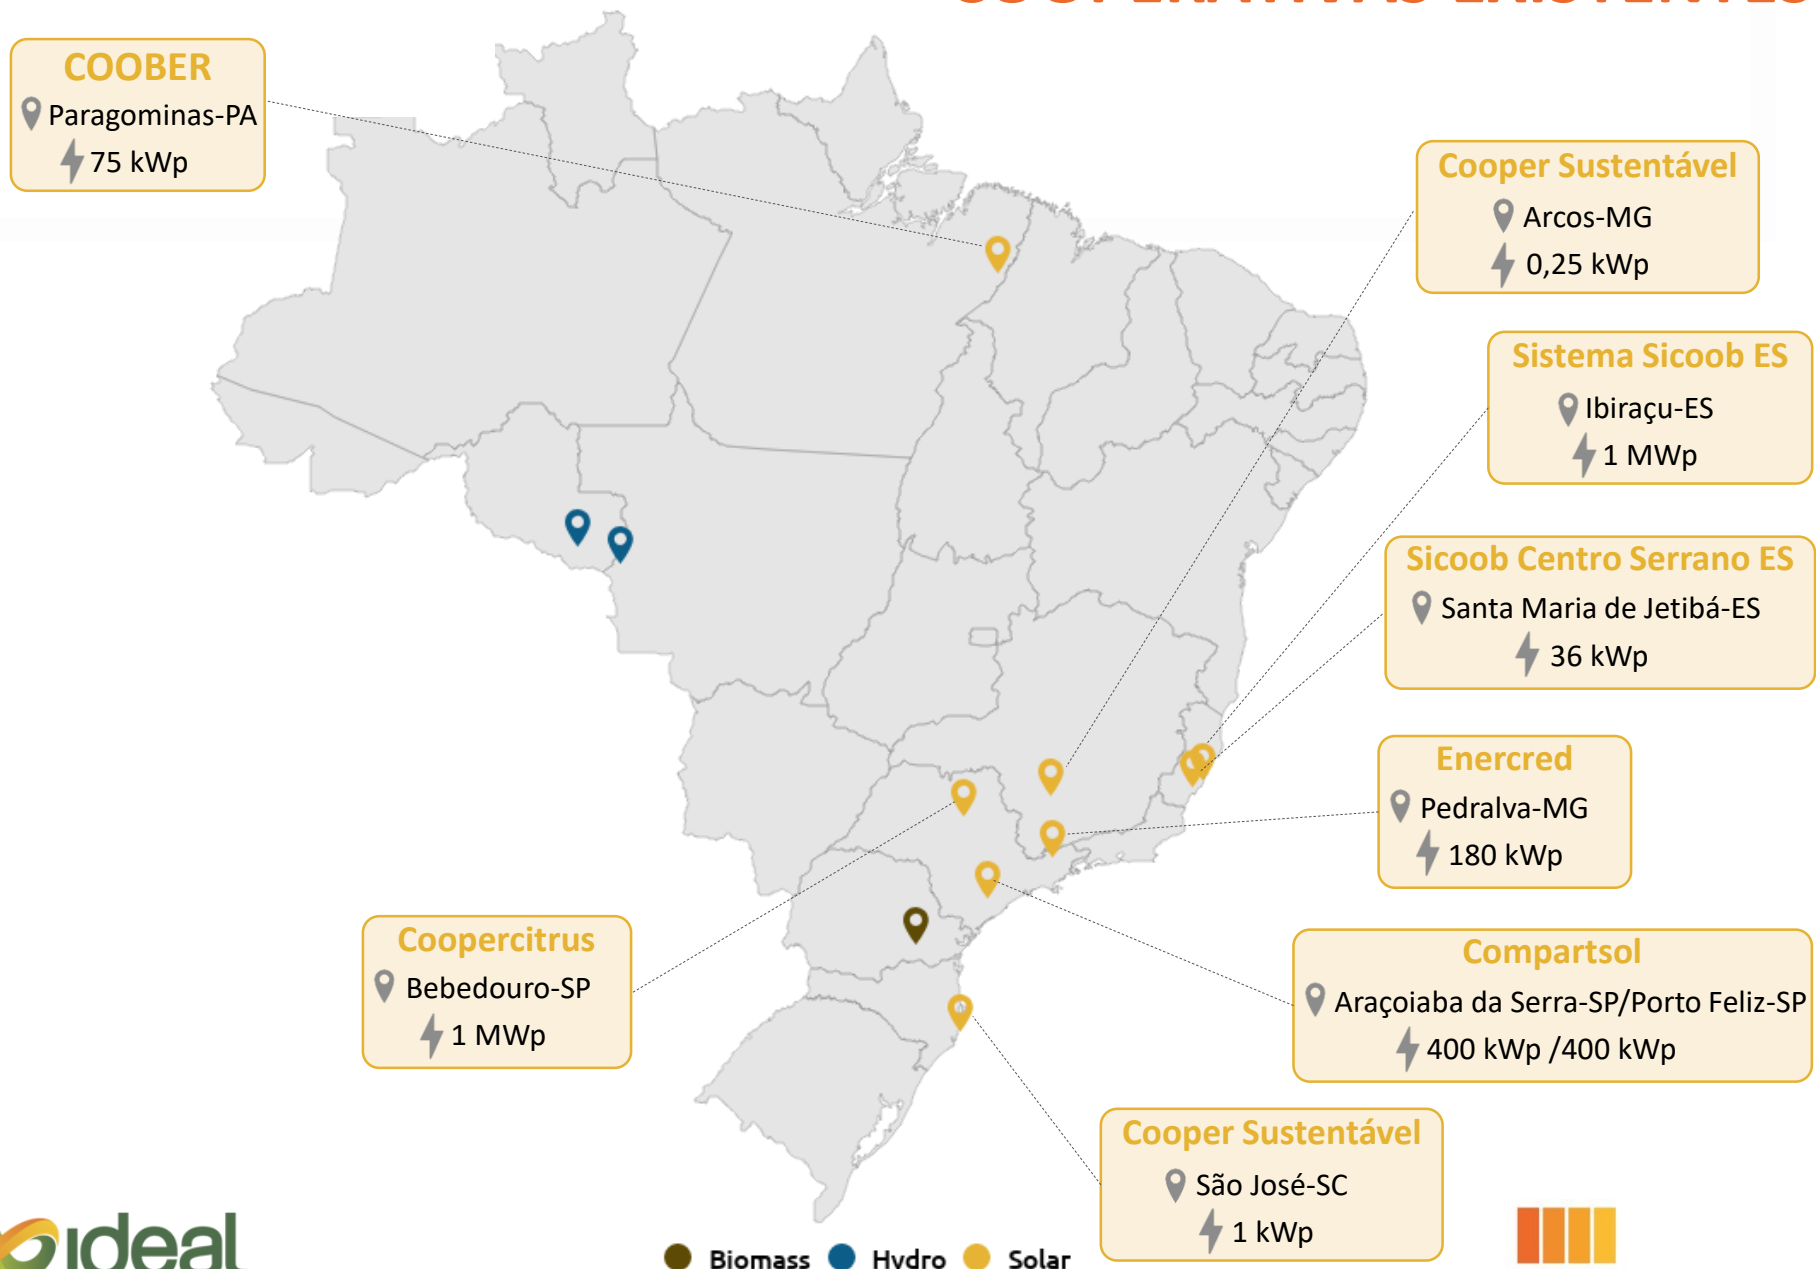 COOPERATIVAS EXISTENTES
COOBER
Paragominas-PA
75 kWp
Cooper Sustentável
Arcos-MG
0,25 kWp
Sistema Sicoob ES
Ibiraçu-ES
1 MWp
Sicoob Centro Serrano ES
Santa Maria de Jetibá-ES
36 kWp
Enercred
Pedralva-MG
180 kWp
Coopercitrus
Bebedouro-SP
1 MWp
Compartsol
Araçoiaba da Serra-SP/Porto Feliz-SP
400 kWp /400 kWp
Cooper Sustentável
São José-SC
1 kWp
ideal
Biomass Hydro Solar